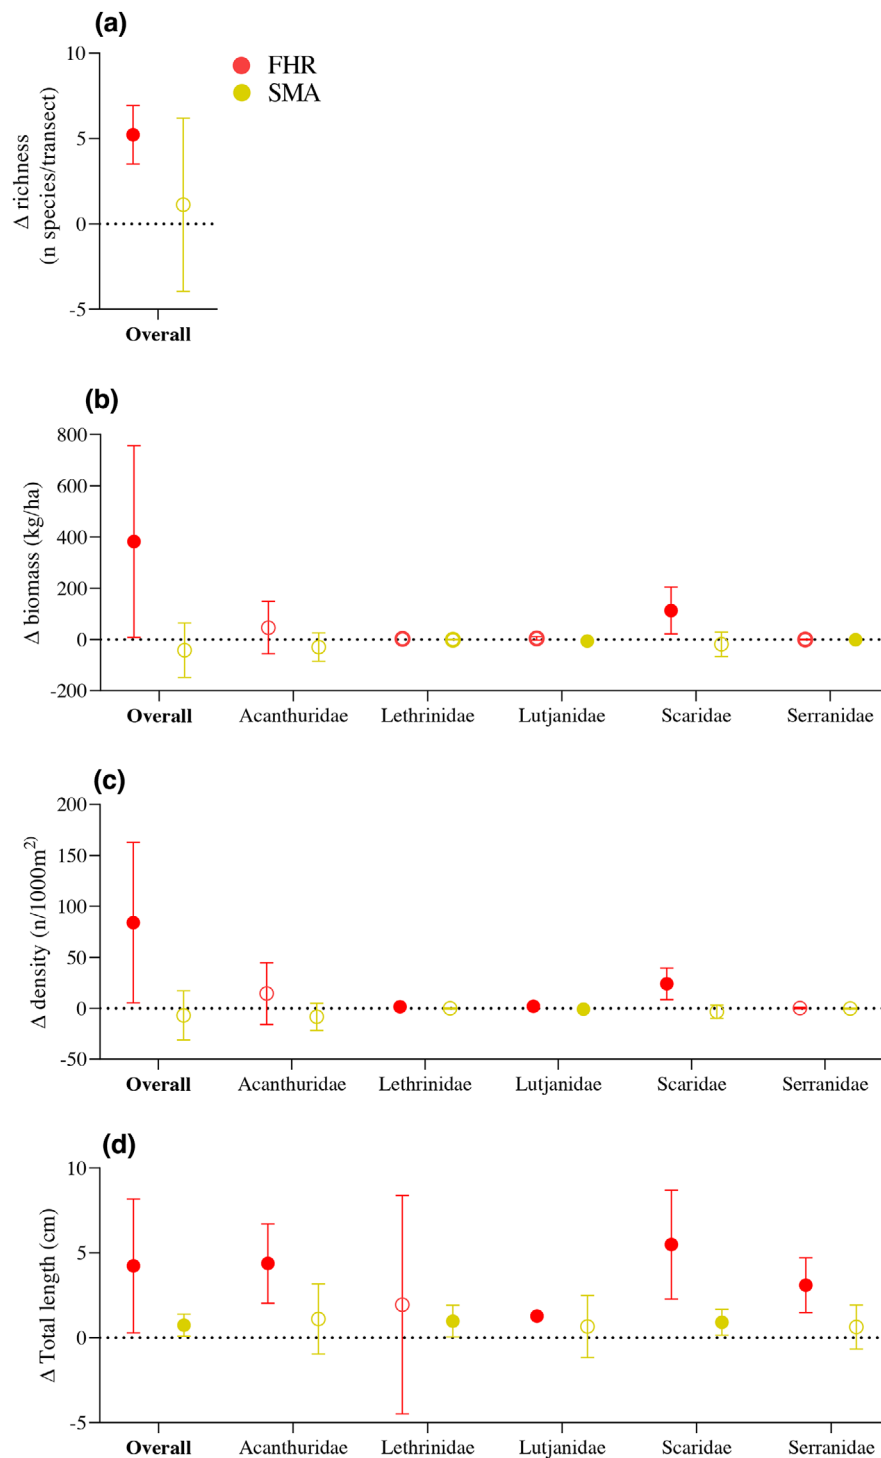 (a)
FHR
SMA
Δ richness
(n species/transect)
10
5
0
-5
Overall
(b)
Δ biomass (kg/ha)
800
600
400
200
0
-200
Overall Acanthuridae Lethrinidae Lutjanidae Scaridae Serranidae
(c)
Δ density (n/1000m²)
200
150
100
50
0
-50
Overall Acanthuridae Lethrinidae Lutjanidae Scaridae Serranidae
(d)
Δ Total length (cm)
10
5
0
-5
Overall Acanthuridae Lethrinidae Lutjanidae Scaridae Serranidae